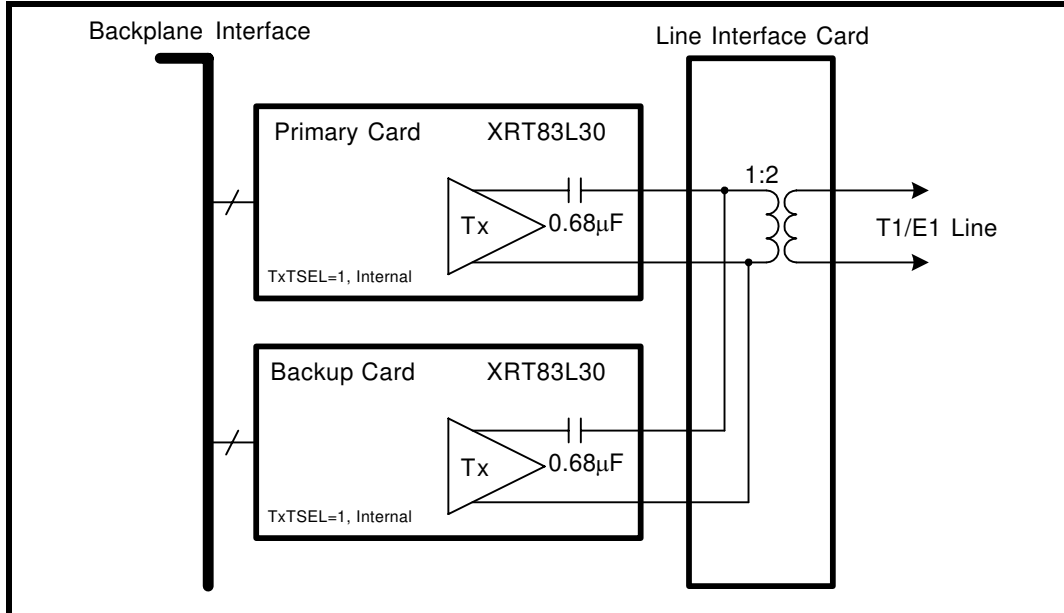 Backplane Interface
Line Interface Card
Primary Card XRT83L30
1:2
Tx
0.68µF
T1/E1 Line
TxTSEL=1, Internal
Backup Card XRT83L30
Tx
0.68µF
TxTSEL=1, Internal